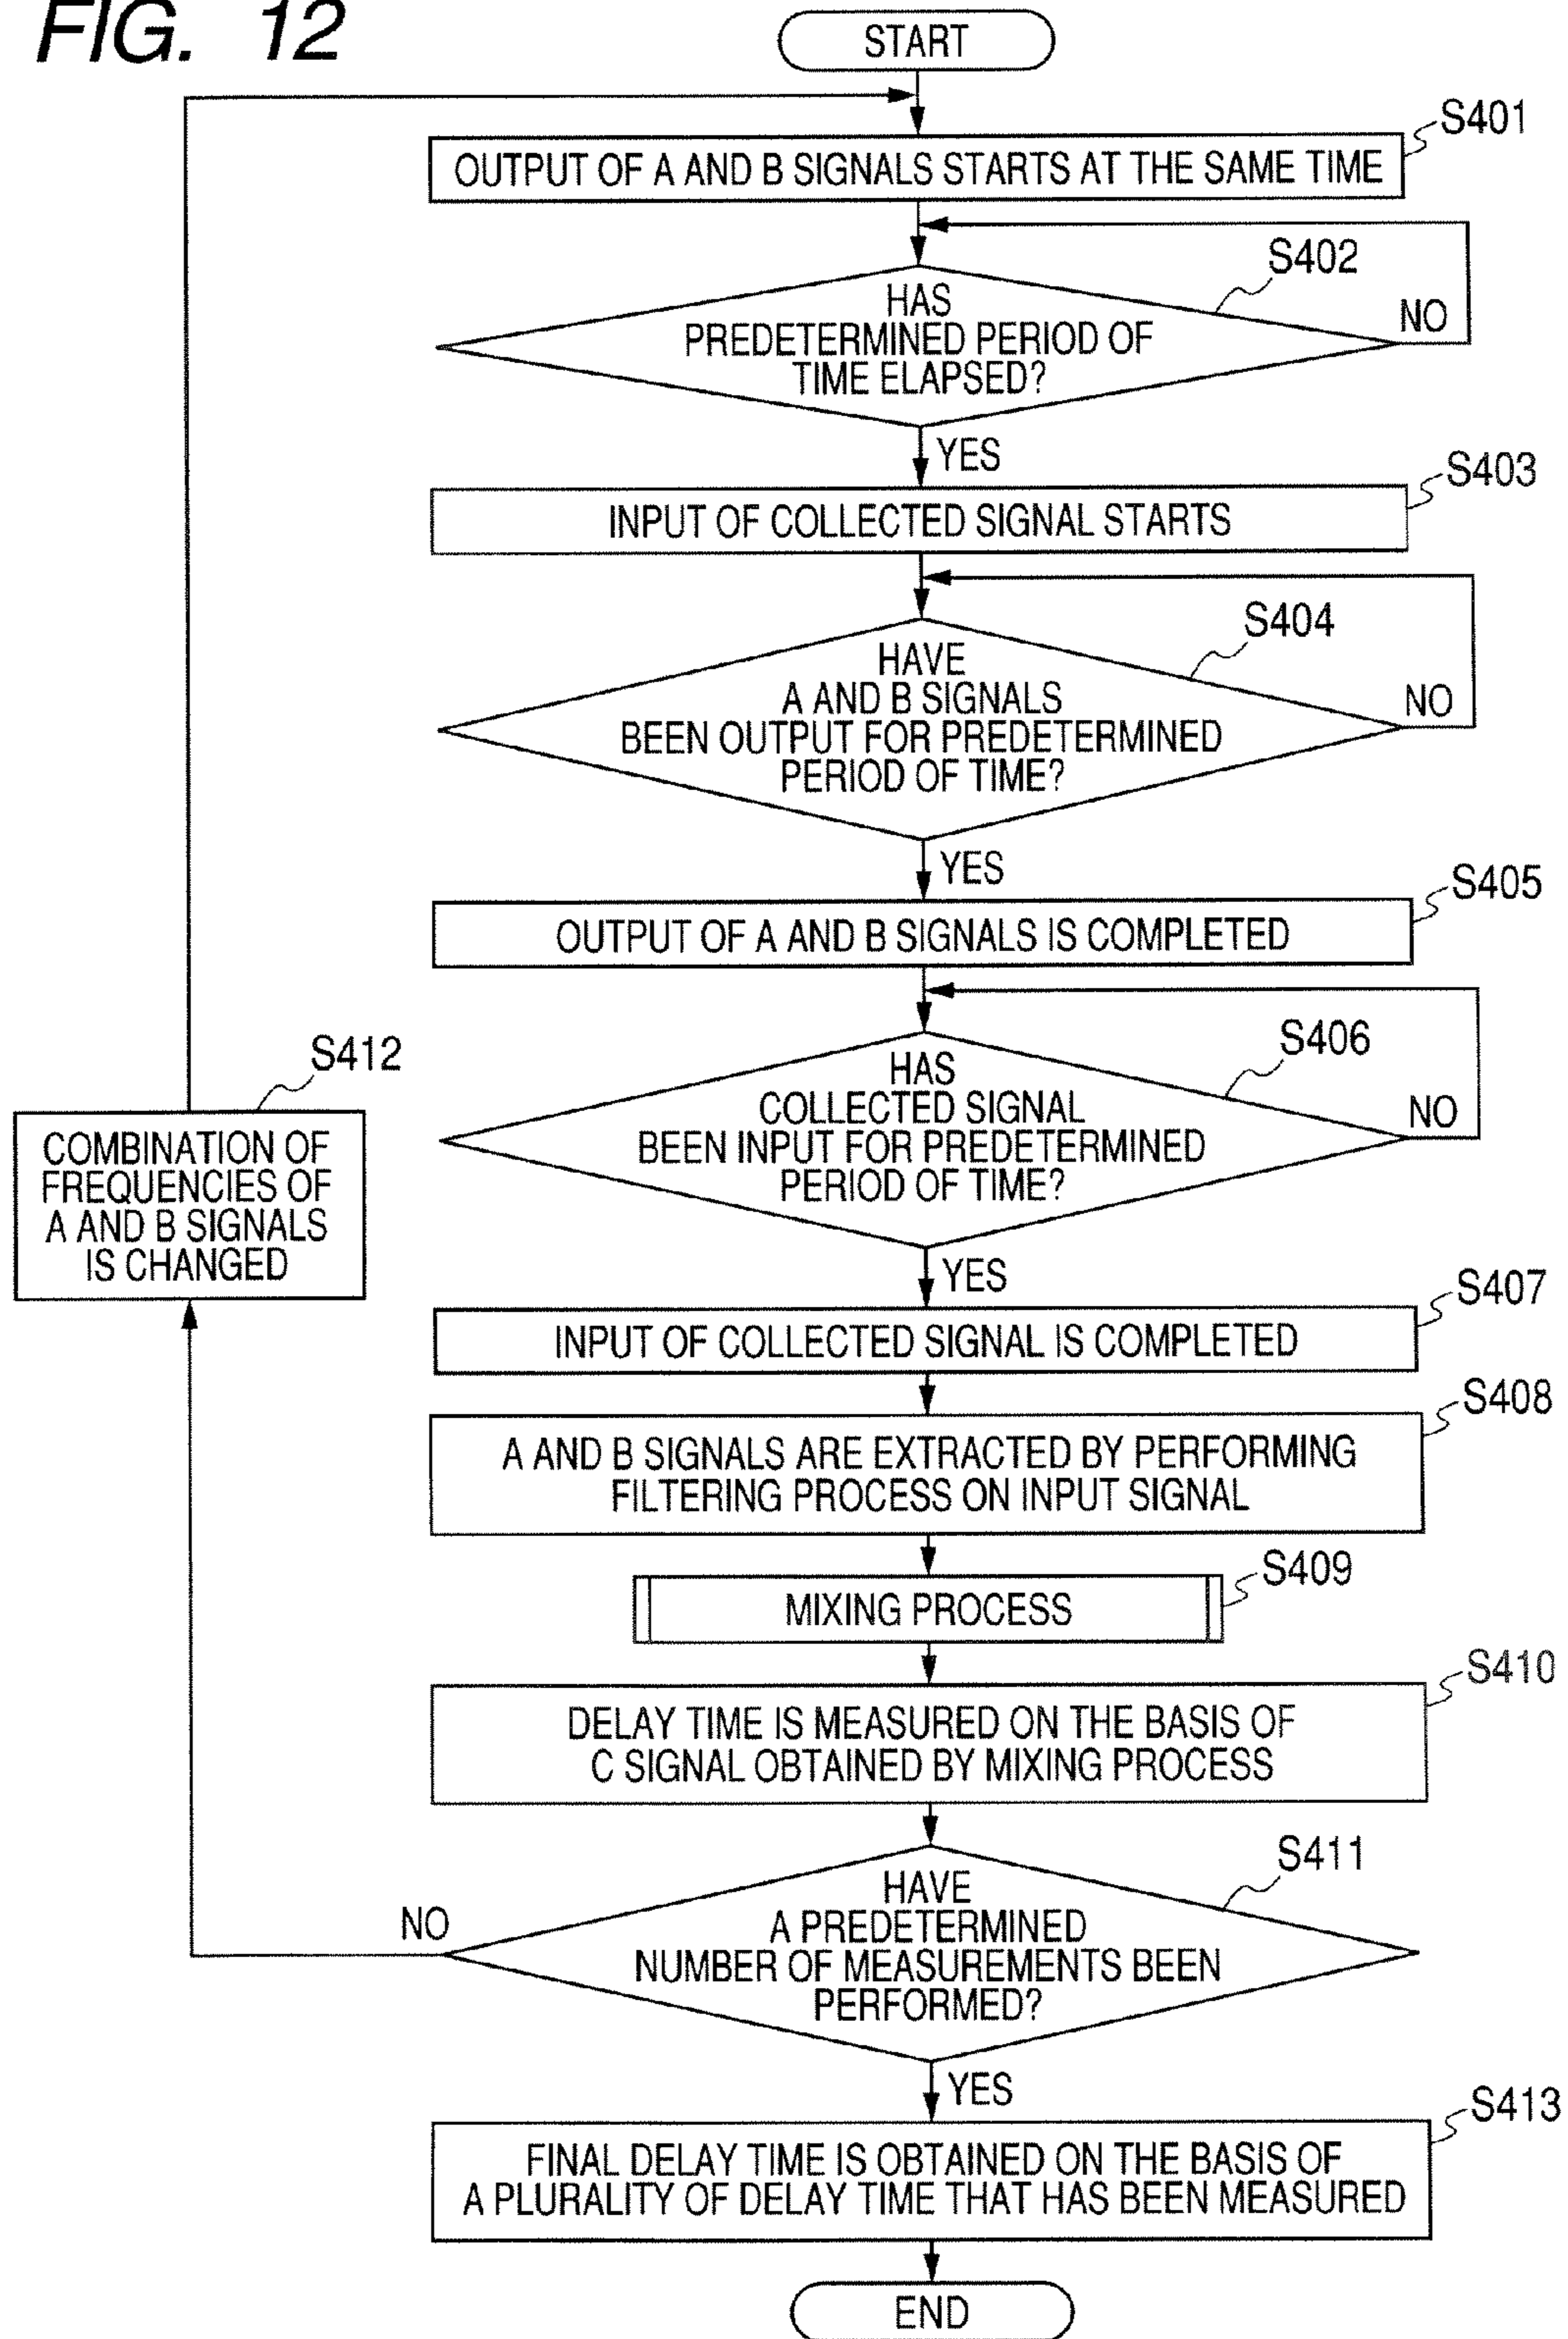 FIG. 12
START
S401
OUTPUT OF A AND B SIGNALS STARTS AT THE SAME TIME
S402
HAS
PREDETERMINED PERIOD OF
TIME ELAPSED?
NO
YES
S403
INPUT OF COLLECTED SIGNAL STARTS
S404
HAVE
A AND B SIGNALS
BEEN OUTPUT FOR PREDETERMINED
PERIOD OF TIME?
NO
YES
S405
OUTPUT OF A AND B SIGNALS IS COMPLETED
S406
HAS
COLLECTED SIGNAL
BEEN INPUT FOR PREDETERMINED
PERIOD OF TIME?
NO
YES
S412
COMBINATION OF
FREQUENCIES OF
A AND B SIGNALS
IS CHANGED
S407
INPUT OF COLLECTED SIGNAL IS COMPLETED
S408
A AND B SIGNALS ARE EXTRACTED BY PERFORMING
FILTERING PROCESS ON INPUT SIGNAL
S409
MIXING PROCESS
S410
DELAY TIME IS MEASURED ON THE BASIS OF
C SIGNAL OBTAINED BY MIXING PROCESS
S411
HAVE
A PREDETERMINED
NUMBER OF MEASUREMENTS BEEN
PERFORMED?
NO
YES
S413
FINAL DELAY TIME IS OBTAINED ON THE BASIS OF
A PLURALITY OF DELAY TIME THAT HAS BEEN MEASURED
END